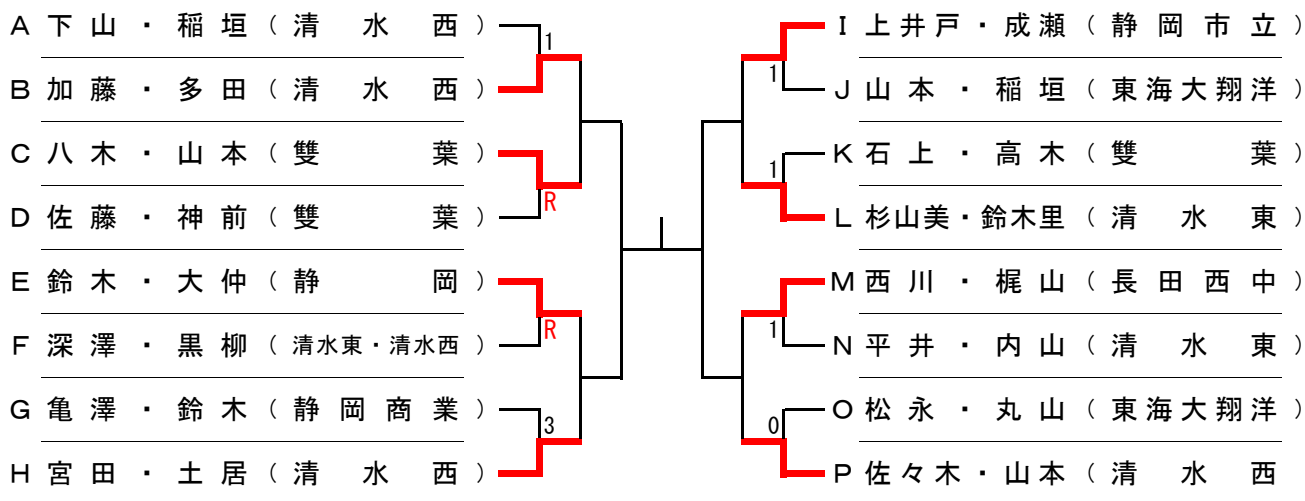 A 下山・稲垣（清水西）
1
B 加藤・多田（清水西）
C 八木・山本（雙葉）
R
D 佐藤・神前（雙葉）
E 鈴木・大仲（静岡）
R
F 深澤・黒柳（清水東・清水西）
G 亀澤・鈴木（静岡商業）
3
H 宮田・土居（清水西）
I 上井戸・成瀬（静岡市立）
1
J 山本・稲垣（東海大翔洋）
K 石上・高木（雙葉）
1
L 杉山美・鈴木里（清水東）
M 西川・梶山（長田西中）
1
N 平井・内山（清水東）
O 松永・丸山（東海大翔洋）
0
P 佐々木・山本（清水西